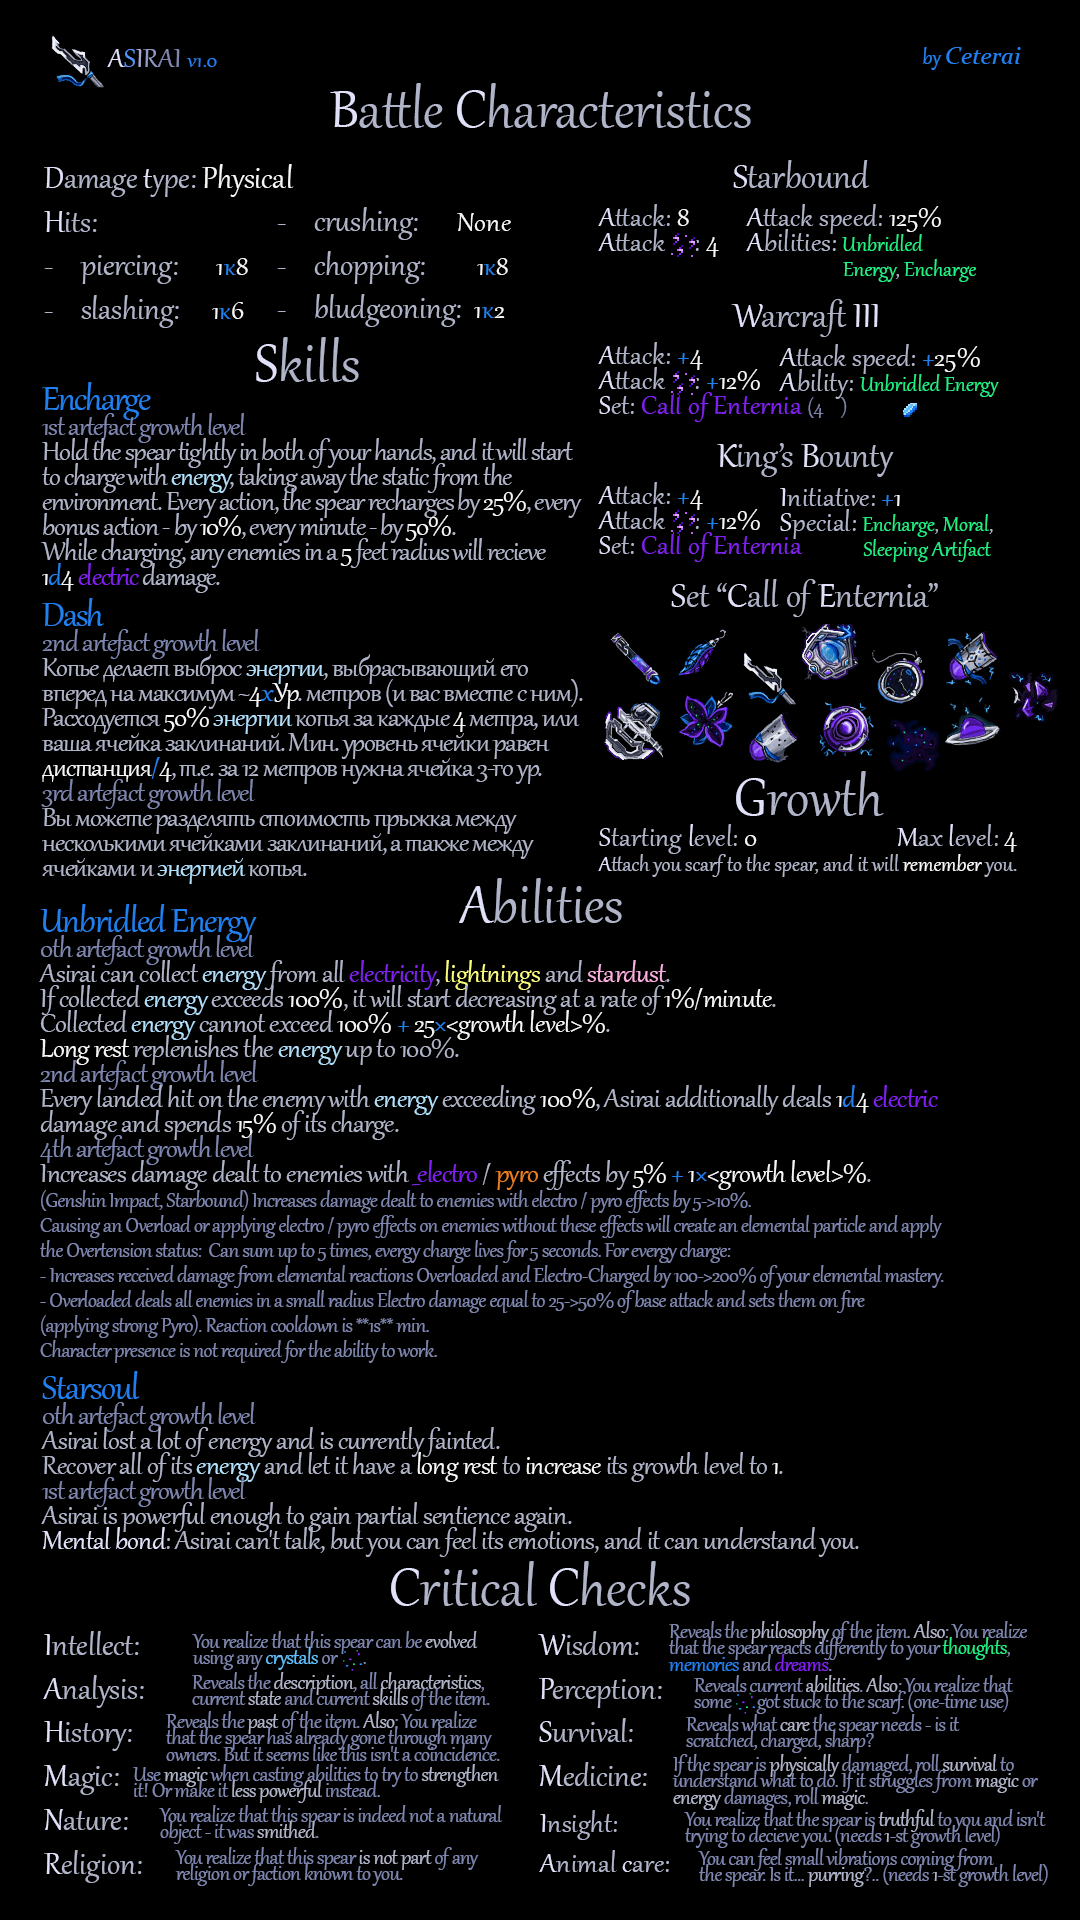 ASIRAI v1.0
by Ceterai
Battle Characteristics
Damage type: Physical
Hits:
- piercing: 1к8
- slashing: 1к6
- crushing: None
- chopping: 1к8
- bludgeoning: 1к2
Skills
Encharge
1st artefact growth level
Hold the spear tightly in both of your hands, and it will start
to charge with energy, taking away the static from the
environment. Every action, the spear recharges by 25%, every
bonus action - by 10%, every minute - by 50%.
While charging, any enemies in a 5 feet radius will recieve
1d4 electric damage.
Dash
2nd artefact growth level
Копье делает выброс энергии, выбрасывающий его
вперед на максимум ~4xУр. метров (и вас вместе с ним).
Расходуется 50% энергии копья за каждые 4 метра, или
ваша ячейка заклинаний. Мин. уровень ячейки равен
дистанция/4, т.е. за 12 метров нужна ячейка 3-го ур.
3rd artefact growth level
Вы можете разделять стоимость прыжка между
несколькими ячейками заклинаний, а также между
ячейками и энергией копья.
Starbound
Attack: 8 Attack speed: 125%
Attack : 4 Abilities: Unbridled
Energy, Encharge
Warcraft III
Attack: +4 Attack speed: +25%
Attack : +12% Ability: Unbridled Energy
Set: Call of Enternia (4 )
King's Bounty
Attack: +4 Initiative: +1
Attack : +12% Special: Encharge, Moral,
Set: Call of Enternia Sleeping Artifact
Set “Call of Enternia”
Growth
Starting level: 0 Max level: 4
Attach you scarf to the spear, and it will remember you.
Abilities
Unbridled Energy
0th artefact growth level
Asirai can collect energy from all electricity, lightnings and stardust.
If collected energy exceeds 100%, it will start decreasing at a rate of 1%/minute.
Collected energy cannot exceed 100% + 25×<growth level>%.
Long rest replenishes the energy up to 100%.
2nd artefact growth level
Every landed hit on the enemy with energy exceeding 100%, Asirai additionally deals 1d4 electric
damage and spends 15% of its charge.
4th artefact growth level
Increases damage dealt to enemies with _electro / pyro effects by 5% + 1×<growth level>%.
(Genshin Impact, Starbound) Increases damage dealt to enemies with electro / pyro effects by 5->10%.
Causing an Overload or applying electro / pyro effects on enemies without these effects will create an elemental particle and apply
the Overtension status: Can sum up to 5 times, evergy charge lives for 5 seconds. For evergy charge:
- Increases received damage from elemental reactions Overloaded and Electro-Charged by 100->200% of your elemental mastery.
- Overloaded deals all enemies in a small radius Electro damage equal to 25->50% of base attack and sets them on fire
(applying strong Pyro). Reaction cooldown is **1s** min.
Character presence is not required for the ability to work.
Starsoul
0th artefact growth level
Asirai lost a lot of energy and is currently fainted.
Recover all of its energy and let it have a long rest to increase its growth level to 1.
1st artefact growth level
Asirai is powerful enough to gain partial sentience again.
Mental bond: Asirai can't talk, but you can feel its emotions, and it can understand you.
Critical Checks
Intellect: You realize that this spear can be evolved
using any crystals or .
Analysis: Reveals the description, all characteristics,
current state and current skills of the item.
History: Reveals the past of the item. Also: You realize
that the spear has already gone through many
owners. But it seems like this isn't a coincidence.
Magic: Use magic when casting abilities to try to strengthen
it! Or make it less powerful instead.
Nature: You realize that this spear is indeed not a natural
object - it was smithed.
Religion: You realize that this spear is not part of any
religion or faction known to you.
Wisdom: Reveals the philosophy of the item. Also: You realize
that the spear reacts differently to your thoughts,
memories and dreams.
Perception: Reveals current abilities. Also: You realize that
some got stuck to the scarf. (one-time use)
Survival: Reveals what care the spear needs - is it
scratched, charged, sharp?
Medicine: If the spear is physically damaged, roll survival to
understand what to do. If it struggles from magic or
energy damages, roll magic.
Insight: You realize that the spear is truthful to you and isn't
trying to decieve you. (needs 1-st growth level)
Animal care: You can feel small vibrations coming from
the spear. Is it... purring?.. (needs 1-st growth level)